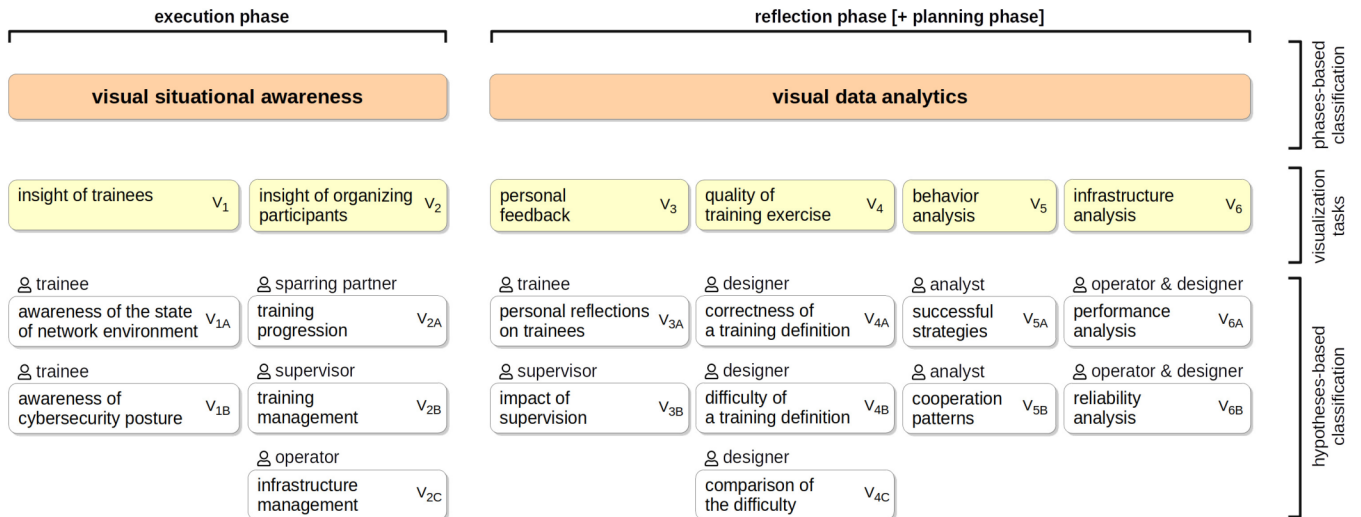 execution phase
reflection phase [+ planning phase]
visual situational awareness
visual data analytics
phases-based
classification
insight of trainees V1
insight of organizing
participants V2
personal
feedback V3
quality of
training exercise V4
behavior
analysis V5
infrastructure
analysis V6
visualization
tasks
trainee
awareness of the state
of network environment V1A
sparring partner
training
progression V2A
trainee
personal reflections
on trainees V3A
designer
correctness of
a training definition V4A
analyst
successful
strategies V5A
operator & designer
performance
analysis V6A
trainee
awareness of
cybersecurity posture V1B
supervisor
training
management V2B
supervisor
impact of
supervision V3B
designer
difficulty of
a training definition V4B
analyst
cooperation
patterns V5B
operator & designer
reliability
analysis V6B
operator
infrastructure
management V2C
designer
comparison of
the difficulty V4C
hypotheses-based
classification